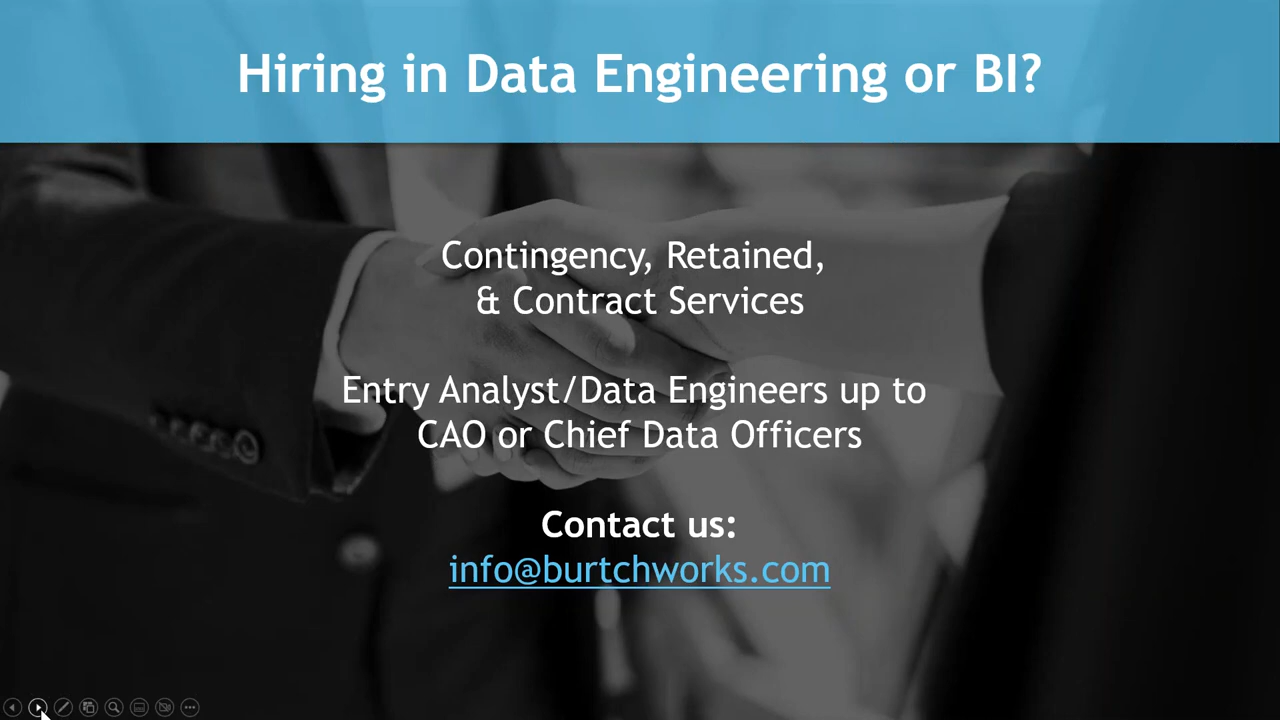 Hiring in Data Engineering or BI?
Contingency, Retained,
& Contract Services
Entry Analyst/Data Engineers up to
CAO or Chief Data Officers
Contact us:
info@burtchworks.com